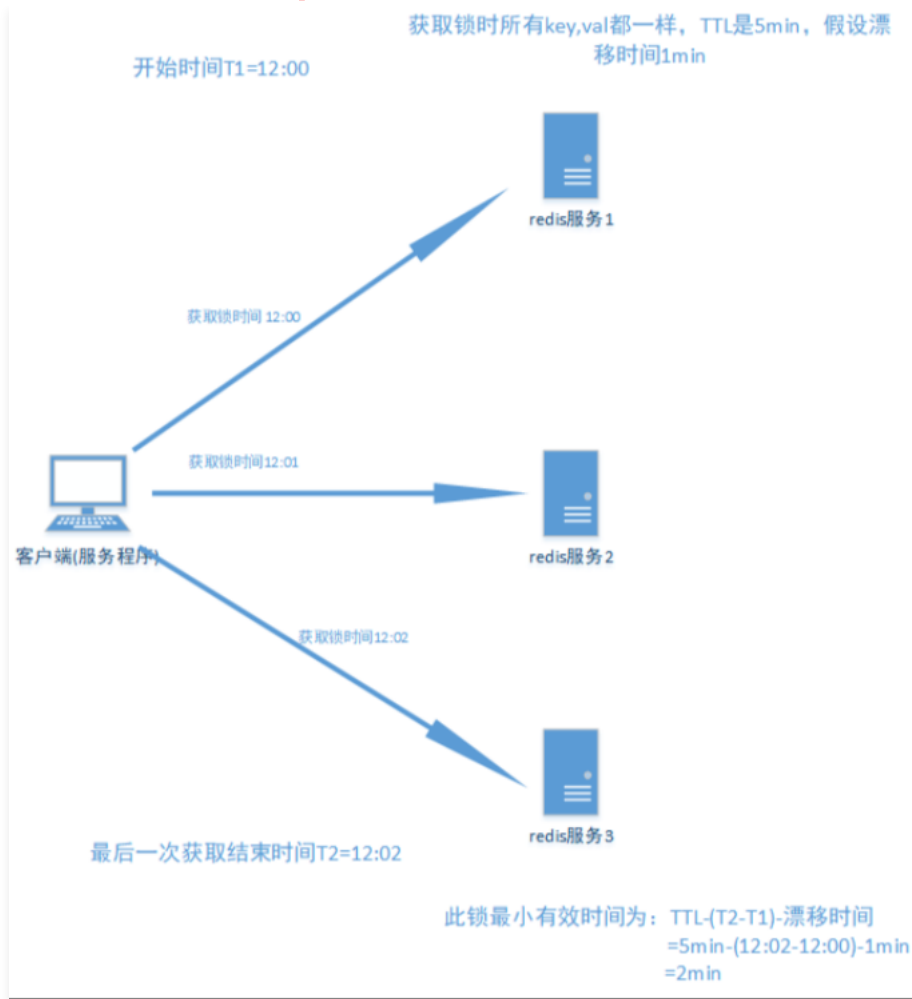 获取锁时所有key,val都一样，TTL是5min，假设漂
移时间1min
开始时间T1=12:00
redis服务1
获取锁时间 12:00
获取锁时间12:01
客户端(服务程序)
redis服务2
获取锁时间12:02
redis服务3
最后一次获取结束时间T2=12:02
此锁最小有效时间为：TTL-(T2-T1)-漂移时间
=5min-(12:02-12:00)-1min
=2min